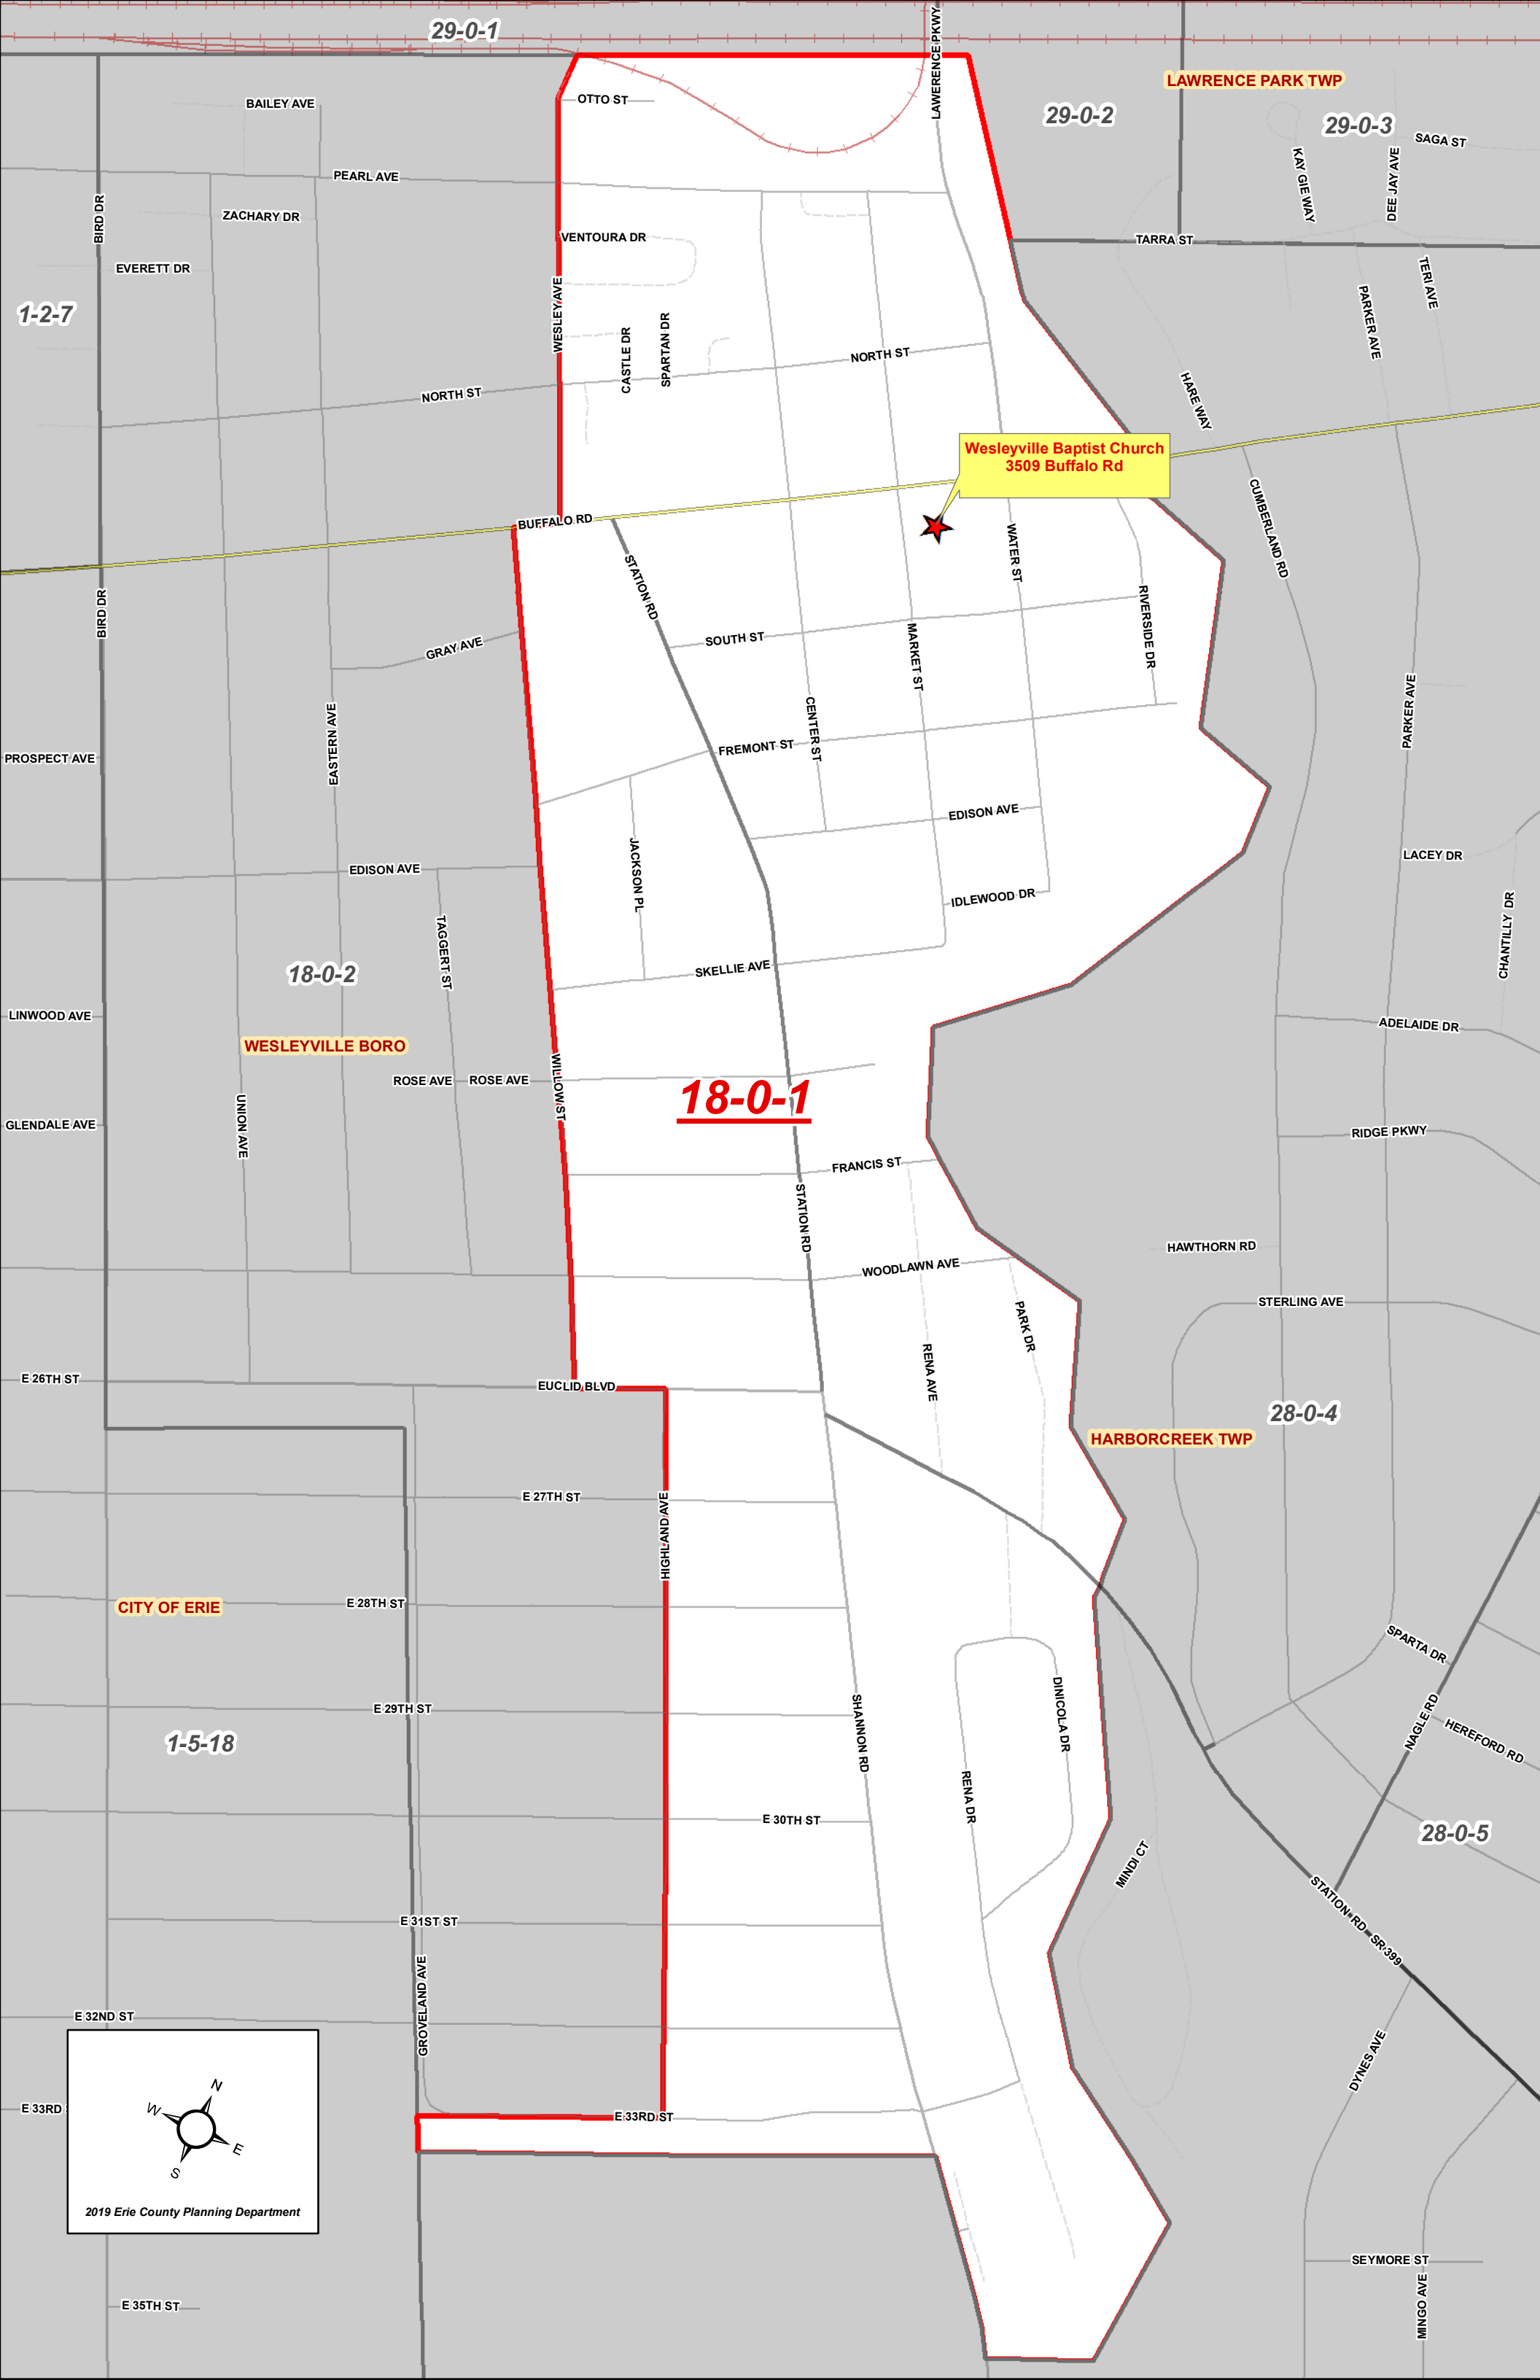 29-0-1
LAWERENCE PKWY
LAWRENCE PARK TWP
BAILEY AVE
OTTO ST
29-0-2
29-0-3
SAGA ST
KAY GIE WAY
DEE JAY AVE
PEARL AVE
BIRD DR
ZACHARY DR
VENTOURA DR
TARRA ST
EVERETT DR
TERI AVE
1-2-7
WESLEY AVE
CASTLE DR
SPARTAN DR
PARKER AVE
NORTH ST
NORTH ST
HARE WAY
Wesleyville Baptist Church
3509 Buffalo Rd
BUFFALO RD
CUMBERLAND RD
WATER ST
STATION RD
BIRD DR
RIVERSIDE DR
GRAY AVE
SOUTH ST
MARKET ST
EASTERN AVE
CENTER ST
PARKER AVE
PROSPECT AVE
FREMONT ST
EDISON AVE
JACKSON PL
LACEY DR
EDISON AVE
IDLEWOOD DR
TAGGERT ST
CHANTILLY DR
18-0-2
SKELLIE AVE
LINWOOD AVE
ADELAIDE DR
WESLEYVILLE BORO
WILLOW ST
ROSE AVE
ROSE AVE
18-0-1
GLENDALE AVE
UNION AVE
RIDGE PKWY
FRANCIS ST
STATION RD
HAWTHORN RD
WOODLAWN AVE
STERLING AVE
PARK DR
RENA AVE
E 26TH ST
EUCLID BLVD
28-0-4
HARBORCREEK TWP
E 27TH ST
HIGHLAND AVE
CITY OF ERIE
E 28TH ST
SPARTA DR
DINICOLA DR
E 29TH ST
SHANNON RD
NAGLE RD
HEREFORD RD
1-5-18
RENA DR
E 30TH ST
28-0-5
MINDI CT
E 31ST ST
STATION RD
SR 399
GROVELAND AVE
E 32ND ST
DYNES AVE
E 33RD
E 33RD ST
N
W
E
S
2019 Erie County Planning Department
SEYMORE ST
MINGO AVE
E 35TH ST